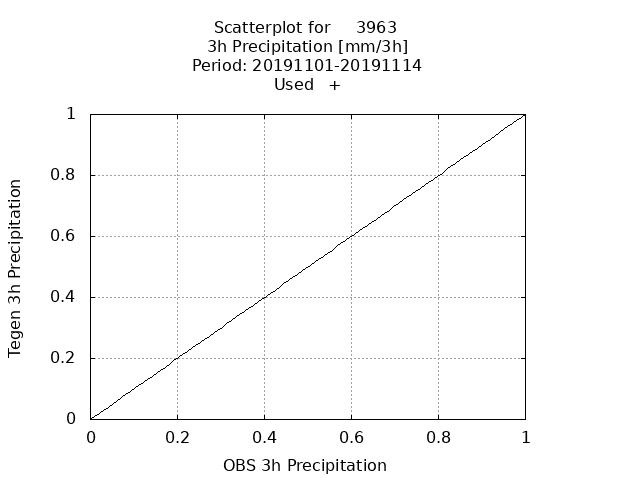 Scatterplot for 3963
3h Precipitation [mm/3h]
Period: 20191101-20191114
Used +
1
0.8
0.6
0.4
0.2
0
Tegen 3h Precipitation
0 0.2 0.4 0.6 0.8 1
OBS 3h Precipitation